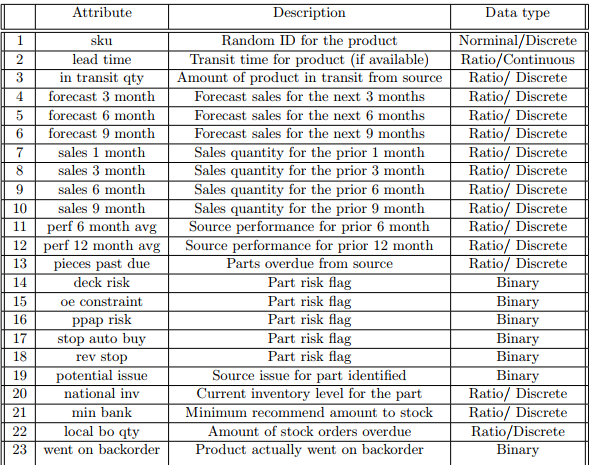 Attribute Description Data type
1 sku Random ID for the product Norminal/Discrete
2 lead time Transit time for product (if available) Ratio/Continuous
3 in transit qty Amount of product in transit from source Ratio/ Discrete
4 forecast 3 month Forecast sales for the next 3 months Ratio/ Discrete
5 forecast 6 month Forecast sales for the next 6 months Ratio/ Discrete
6 forecast 9 month Forecast sales for the next 9 months Ratio/ Discrete
7 sales 1 month Sales quantity for the prior 1 month Ratio/ Discrete
8 sales 3 month Sales quantity for the prior 3 month Ratio/ Discrete
9 sales 6 month Sales quantity for the prior 6 month Ratio/ Discrete
10 sales 9 month Sales quantity for the prior 9 month Ratio/ Discrete
11 perf 6 month avg Source performance for prior 6 month Ratio/ Discrete
12 perf 12 month avg Source performance for prior 12 month Ratio/ Discrete
13 pieces past due Parts overdue from source Ratio/ Discrete
14 deck risk Part risk flag Binary
15 oe constraint Part risk flag Binary
16 ppap risk Part risk flag Binary
17 stop auto buy Part risk flag Binary
18 rev stop Part risk flag Binary
19 potential issue Source issue for part identified Binary
20 national inv Current inventory level for the part Ratio/ Discrete
21 min bank Minimum recommend amount to stock Ratio/ Discrete
22 local bo qty Amount of stock orders overdue Ratio/Discrete
23 went on backorder Product actually went on backorder Binary